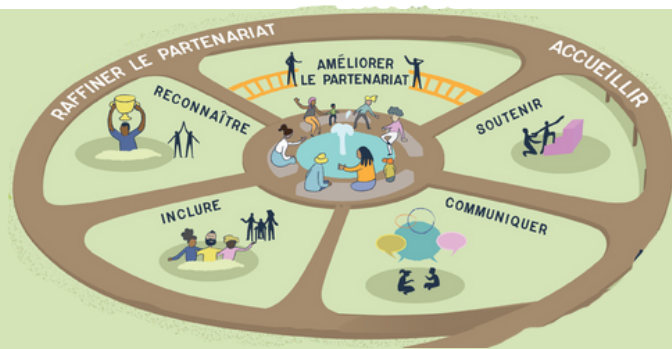 RAFFINER LE PARTENARIAT
ACCUEILLIR
AMÉLIORER
LE PARTENARIAT
RECONNAÎTRE
SOUTENIR
INCLURE
COMMUNIQUER